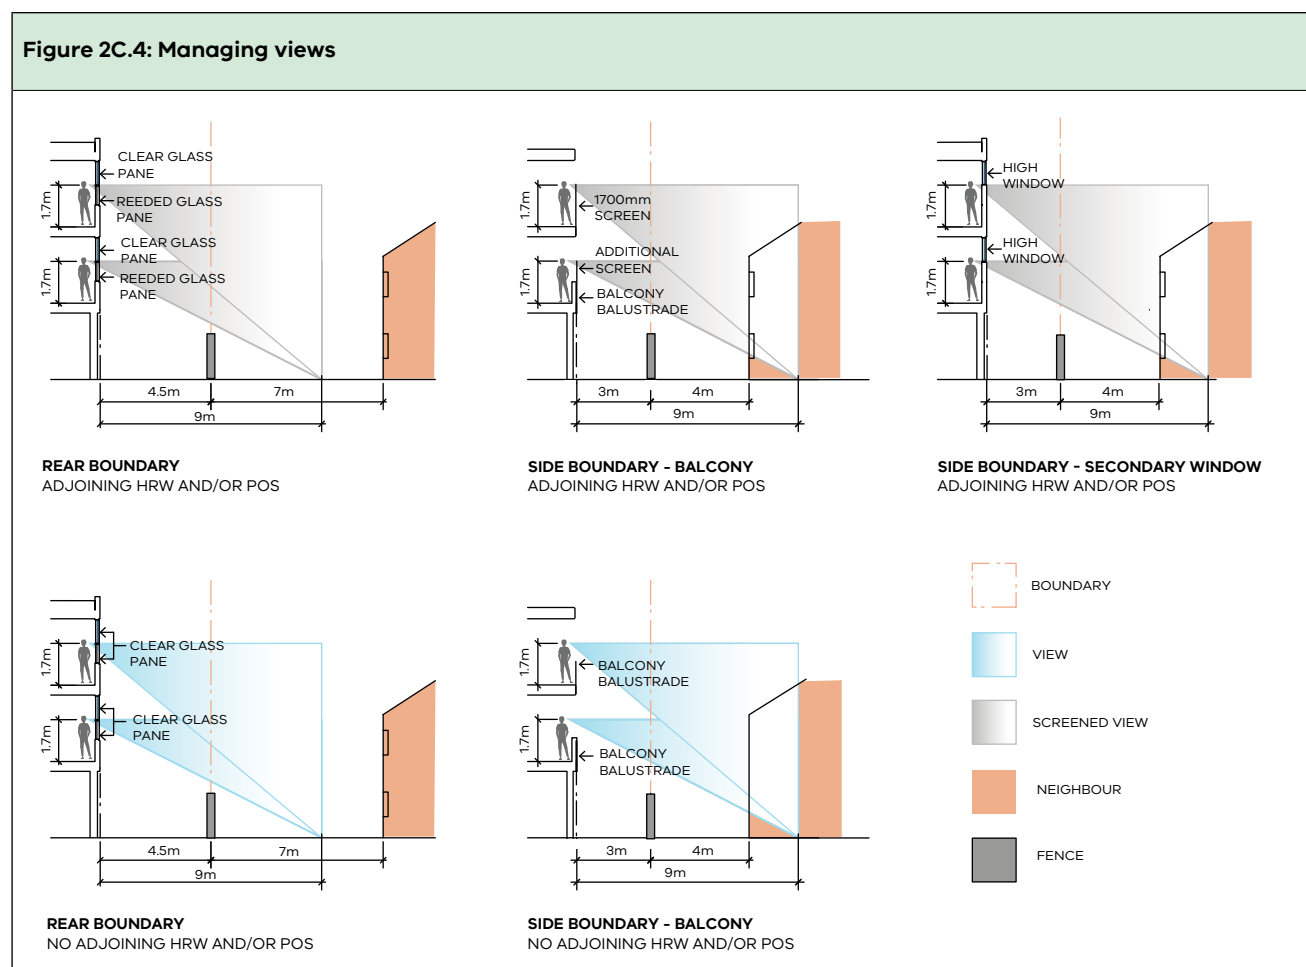 Figure 2C.4: Managing views
CLEAR GLASS
PANE
1.7m
REEDED GLASS
PANE
CLEAR GLASS
PANE
1.7m
REEDED GLASS
PANE
4.5m
7m
9m
REAR BOUNDARY
ADJOINING HRW AND/OR POS
1.7m
1700mm
SCREEN
ADDITIONAL
SCREEN
1.7m
BALCONY
BALUSTRADE
3m
4m
9m
SIDE BOUNDARY - BALCONY
ADJOINING HRW AND/OR POS
HIGH
WINDOW
1.7m
HIGH
WINDOW
1.7m
3m
4m
9m
SIDE BOUNDARY - SECONDARY WINDOW
ADJOINING HRW AND/OR POS
CLEAR GLASS
PANE
1.7m
CLEAR GLASS
PANE
1.7m
4.5m
7m
9m
REAR BOUNDARY
NO ADJOINING HRW AND/OR POS
1.7m
BALCONY
BALUSTRADE
1.7m
BALCONY
BALUSTRADE
3m
4m
9m
SIDE BOUNDARY - BALCONY
NO ADJOINING HRW AND/OR POS
BOUNDARY
VIEW
SCREENED VIEW
NEIGHBOUR
FENCE